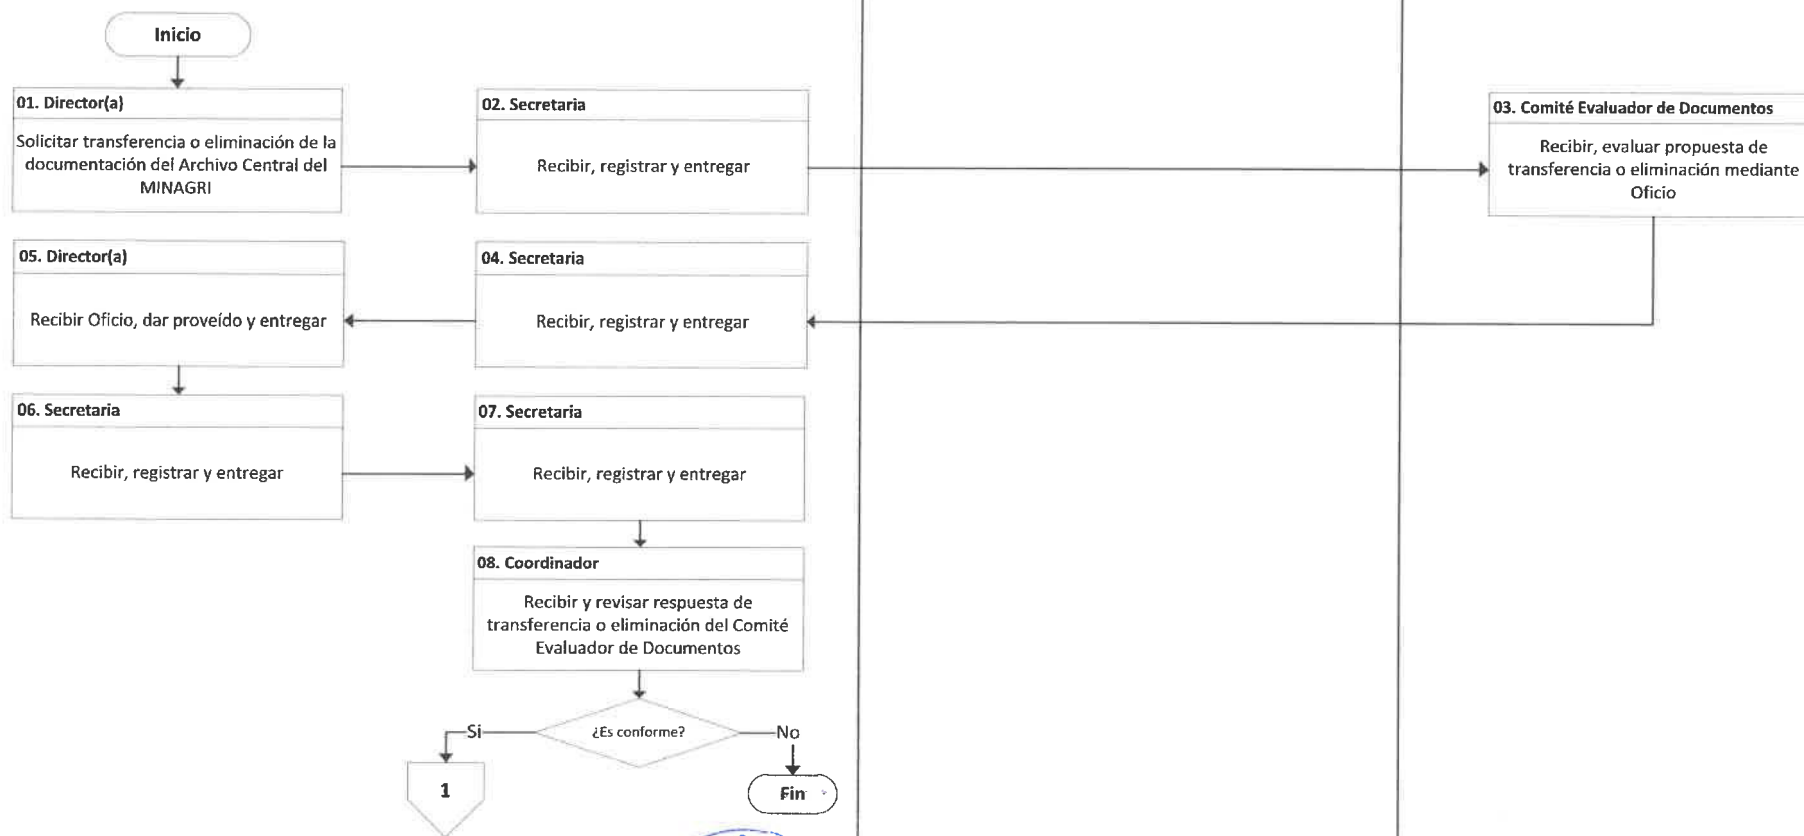 Inicio
01. Director(a)
Solicitar transferencia o eliminación de la
documentación del Archivo Central del
MINAGRI
02. Secretaria
Recibir, registrar y entregar
03. Comité Evaluador de Documentos
Recibir, evaluar propuesta de
transferencia o eliminación mediante
Oficio
05. Director(a)
Recibir Oficio, dar proveído y entregar
04. Secretaria
Recibir, registrar y entregar
06. Secretaria
Recibir, registrar y entregar
07. Secretaria
Recibir, registrar y entregar
08. Coordinador
Recibir y revisar respuesta de
transferencia o eliminación del Comité
Evaluador de Documentos
Si
¿Es conforme?
No
1
Fin